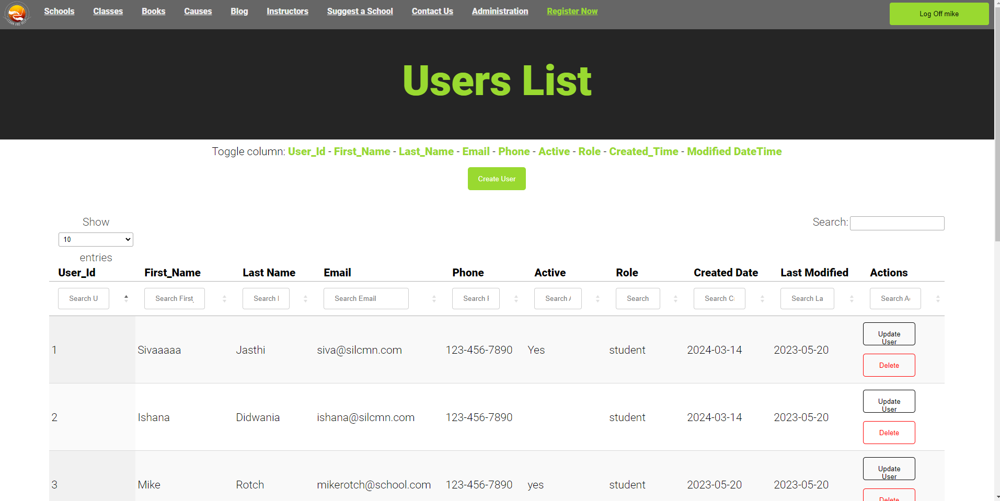 Schools Classes Books Causes Blog Instructors Suggest a School Contact Us Administration Register Now Log Off mike
LEARN AND HELP
Users List
Toggle column: User_Id - First_Name - Last_Name - Email - Phone - Active - Role - Created_Time - Modified DateTime
Create User
Show
10
entries
Search:
User_Id First_Name Last Name Email Phone Active Role Created Date Last Modified Actions
Search U Search First_ Search Search Email Search Search Search Search C Search La Search A
1 Sivaaaaa Jasthi siva@silcmn.com 123-456-7890 Yes student 2024-03-14 2023-05-20 Update User
Delete
2 Ishana Didwania ishana@silcmn.com 123-456-7890 student 2024-03-14 2023-05-20 Update User
Delete
3 Mike Rotch mikerotch@school.com 123-456-7890 yes student 2023-05-20 2023-05-20 Update User
Delete